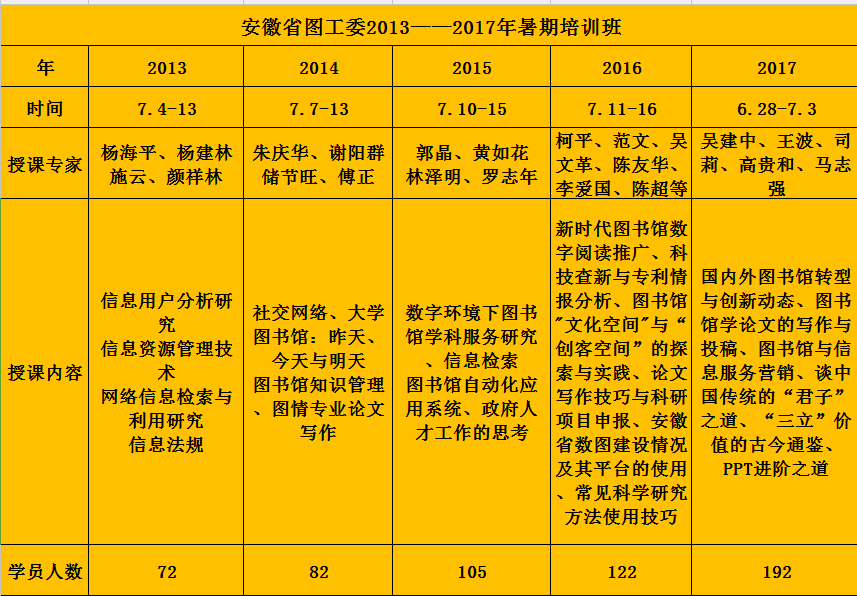 安徽省图工委2013——2017年暑期培训班
年 2013 2014 2015 2016 2017
时间 7.4-13 7.7-13 7.10-15 7.11-16 6.28-7.3
授课专家
杨海平、杨建林
施云、颜祥林
朱庆华、谢阳群
储节旺、傅正
郭晶、黄如花
林泽明、罗志年
柯平、范文、吴
文革、陈友华、
李爱国、陈超等
吴建中、王波、司
莉、高贵和、马志
强
授课内容
信息用户分析研
究
信息资源管理技
术
网络信息检索与
利用研究
信息法规
社交网络、大学
图书馆：昨天、
今天与明天
图书馆知识管理
、图情专业论文
写作
数字环境下图书
馆学科服务研究
、信息检索
图书馆自动化应
用系统、政府人
才工作的思考
新时代图书馆数
字阅读推广、科
技查新与专利情
报分析、图书馆
"文化空间"与“
创客空间”的探
索与实践、论文
写作技巧与科研
项目申报、安徽
省数图建设情况
及其平台的使用
、常见科学研究
方法使用技巧
国内外图书馆转型
与创新动态、图书
馆学论文的写作与
投稿、图书馆与信
息服务营销、谈中
国传统的“君子”
之道、“三立”价
值的古今通鉴、
PPT进阶之道
学员人数 72 82 105 122 192